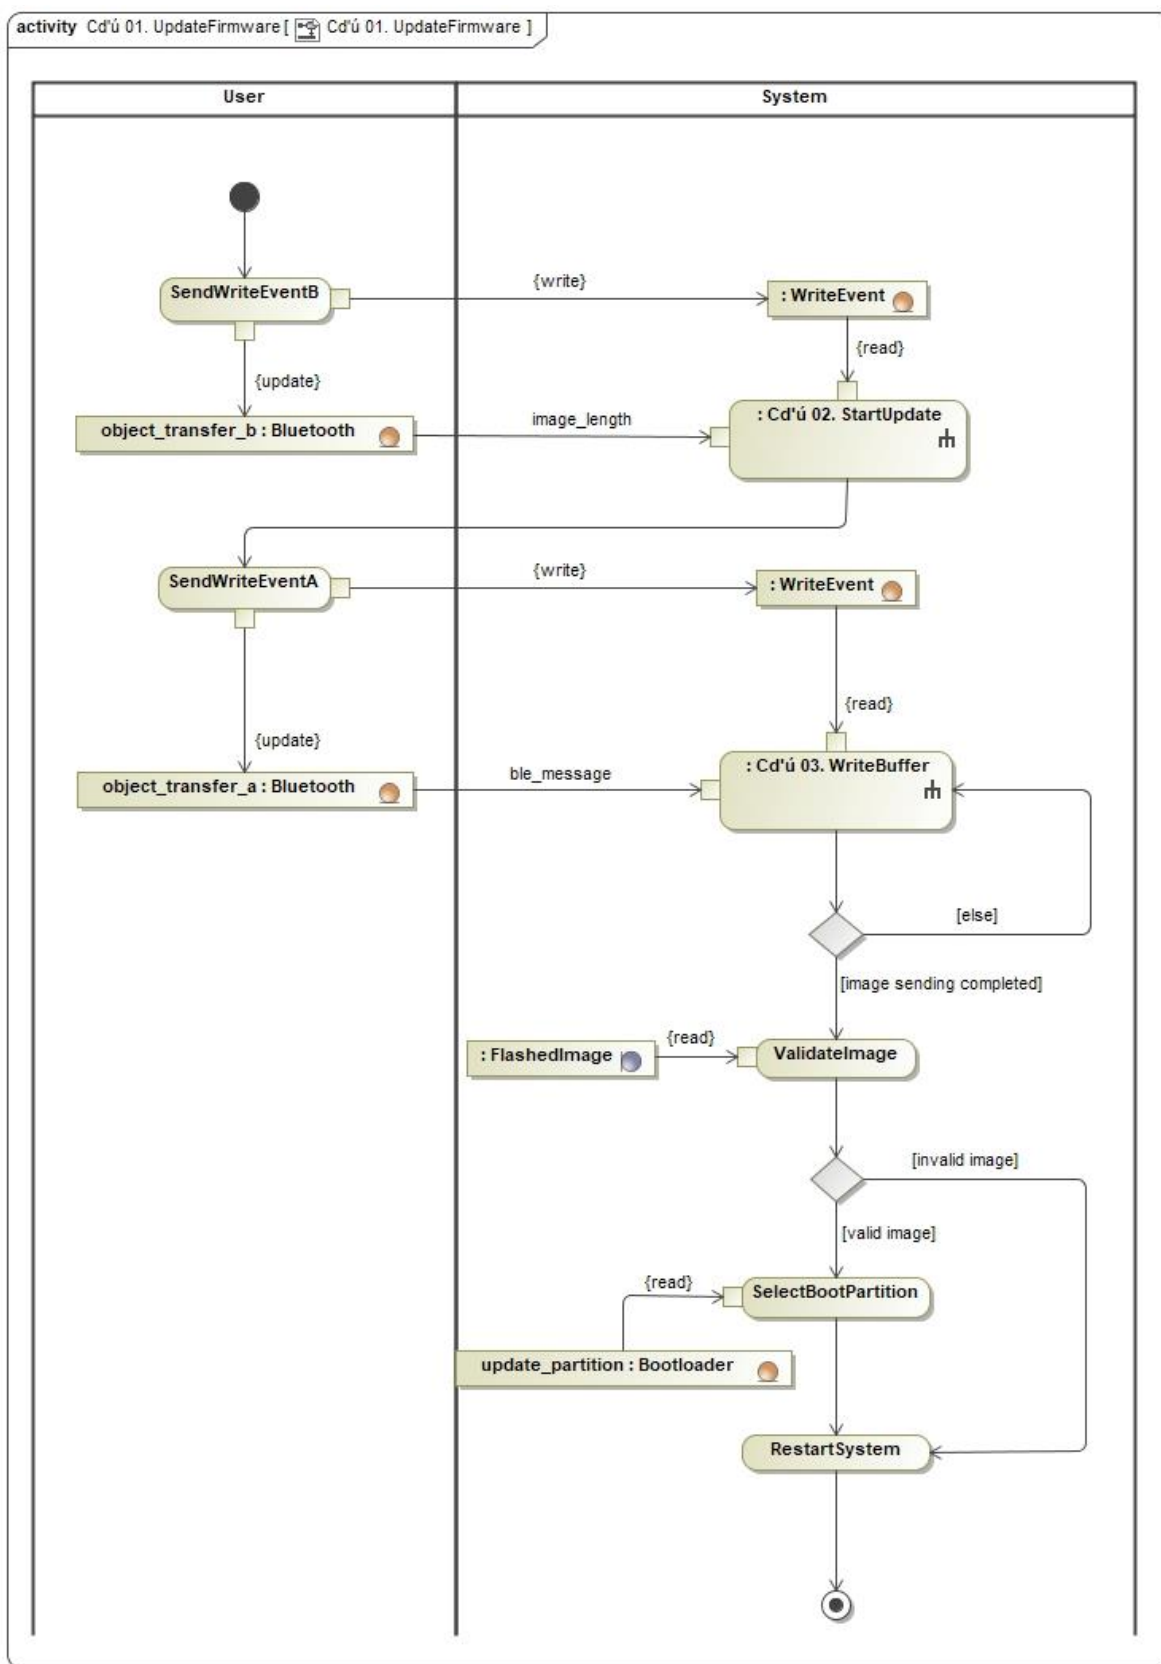 activity Cd'ú 01. UpdateFirmware [ Cd'ú 01. UpdateFirmware ]
User
System
SendWriteEventB
{write}
: WriteEvent
{read}
{update}
object_transfer_b : Bluetooth
image_length
: Cd'ú 02. StartUpdate
SendWriteEventA
{write}
: WriteEvent
{read}
{update}
object_transfer_a : Bluetooth
ble_message
: Cd'ú 03. WriteBuffer
[else]
[image sending completed]
: FlashedImage
{read}
ValidateImage
[invalid image]
[valid image]
{read}
SelectBootPartition
update_partition : Bootloader
RestartSystem